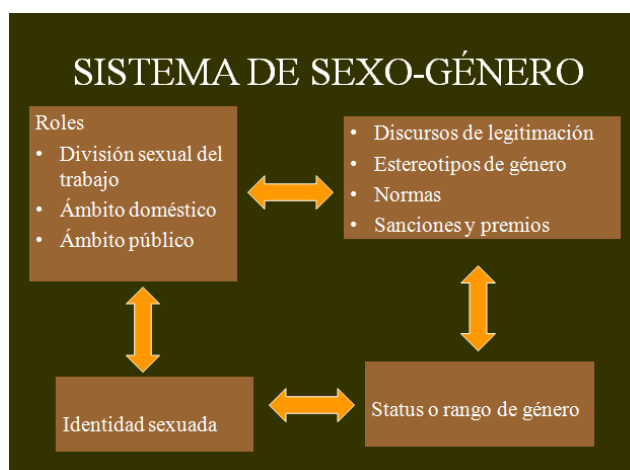 SISTEMA DE SEXO-GÉNERO
Roles
• División sexual del
trabajo
• Ámbito doméstico
• Ámbito público
• Discursos de legitimación
• Estereotipos de género
• Normas
• Sanciones y premios
Identidad sexuada
Status o rango de género